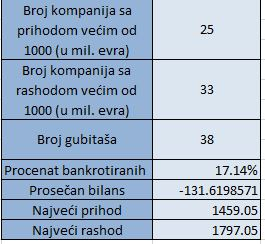 Broj kompanija sa
prihodom većim od
1000 (u mil. evra)
25
Broj kompanija sa
rashodom većim od
1000 (u mil. evra)
33
Broj gubitaša
38
Procenat bankrotiranih
17.14%
Prosečan bilans
-131.6198571
Najveći prihod
1459.05
Najveći rashod
1797.05